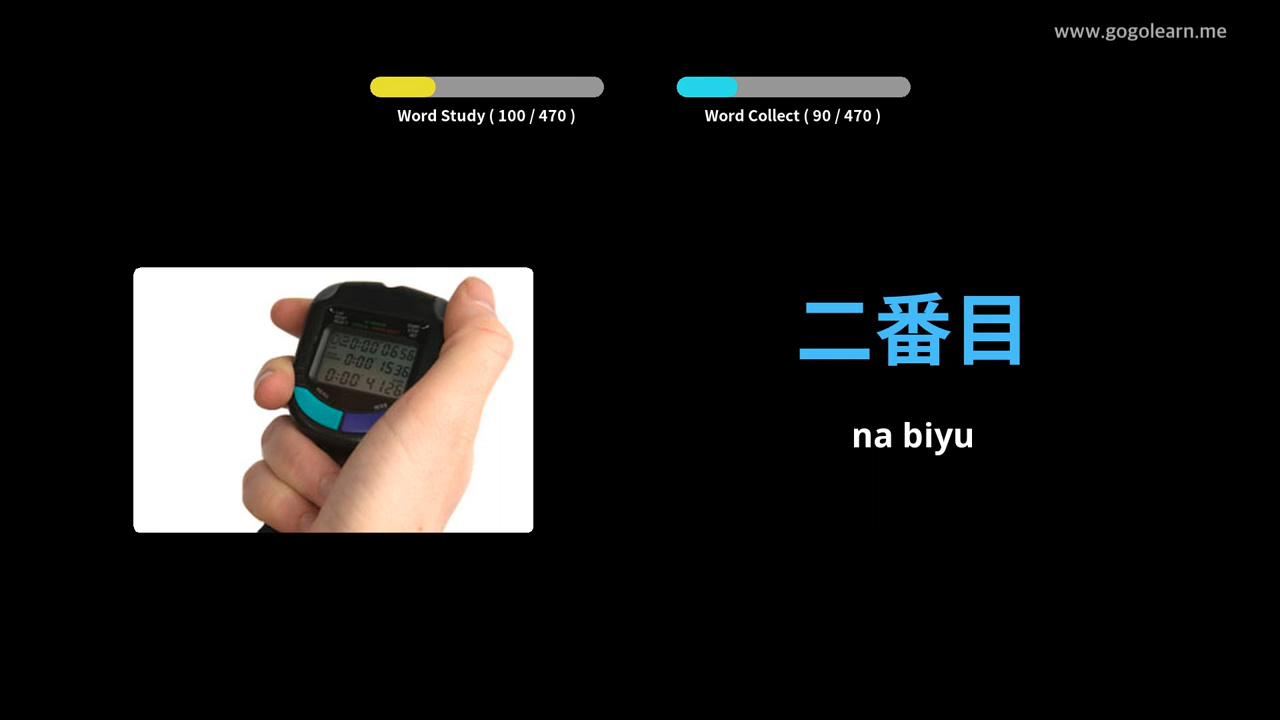 www.gogolearn.me
Word Study ( 100 / 470 )
Word Collect ( 90 / 470 )
二番目
na biyu